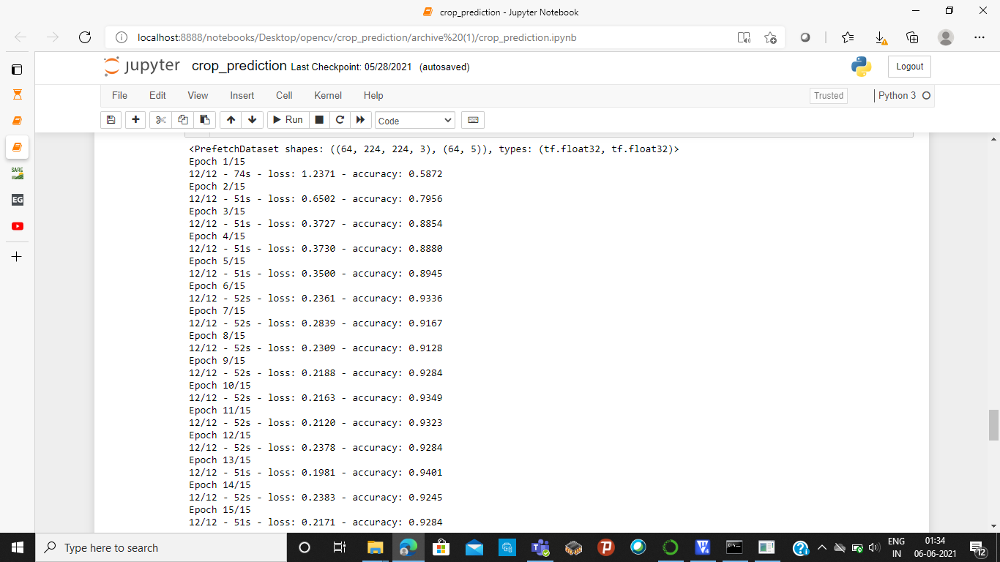 crop_prediction - Jupyter Notebook
localhost:8888/notebooks/Desktop/opencv/crop_prediction/archive%20(1)/crop_prediction.ipynb
jupyter crop_prediction Last Checkpoint: 05/28/2021 (autosaved)
Logout
File Edit View Insert Cell Kernel Help
Trusted Python 3
Run Code
SARE
EG
<PrefetchDataset shapes: ((64, 224, 224, 3), (64, 5)), types: (tf.float32, tf.float32)>
Epoch 1/15
12/12 - 74s - loss: 1.2371 - accuracy: 0.5872
Epoch 2/15
12/12 - 51s - loss: 0.6502 - accuracy: 0.7956
Epoch 3/15
12/12 - 51s - loss: 0.3727 - accuracy: 0.8854
Epoch 4/15
12/12 - 51s - loss: 0.3730 - accuracy: 0.8880
Epoch 5/15
12/12 - 51s - loss: 0.3500 - accuracy: 0.8945
Epoch 6/15
12/12 - 52s - loss: 0.2361 - accuracy: 0.9336
Epoch 7/15
12/12 - 52s - loss: 0.2839 - accuracy: 0.9167
Epoch 8/15
12/12 - 52s - loss: 0.2309 - accuracy: 0.9128
Epoch 9/15
12/12 - 52s - loss: 0.2188 - accuracy: 0.9284
Epoch 10/15
12/12 - 52s - loss: 0.2163 - accuracy: 0.9349
Epoch 11/15
12/12 - 52s - loss: 0.2120 - accuracy: 0.9323
Epoch 12/15
12/12 - 52s - loss: 0.2378 - accuracy: 0.9284
Epoch 13/15
12/12 - 51s - loss: 0.1981 - accuracy: 0.9401
Epoch 14/15
12/12 - 52s - loss: 0.2383 - accuracy: 0.9245
Epoch 15/15
12/12 - 51s - loss: 0.2171 - accuracy: 0.9284
Type here to search
ENG
IN
01:34
06-06-2021
12